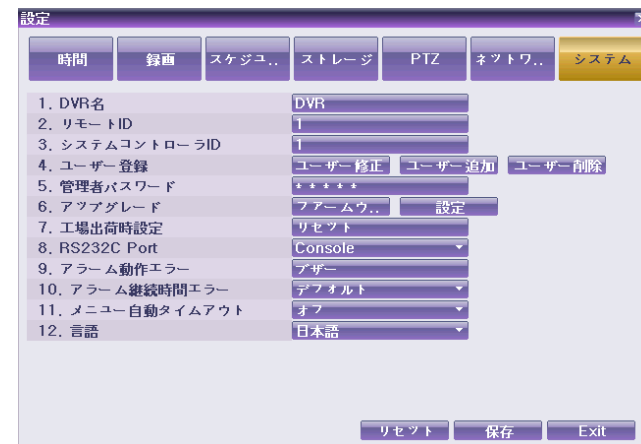 設定
時間 録画 スケジュ.. ストレージ PTZ ネットワ.. システム
1. DVR名 DVR
2. リモートID 1
3. システムコントローラID 1
4. ユーザー登録 ユーザー修正 ユーザー追加 ユーザー削除
5. 管理者パスワード *****
6. アップグレード ファームウ.. 設定
7. 工場出荷時設定 リセット
8. RS232C Port Console
9. アラーム動作エラー ブザー
10. アラーム継続時間エラー デフォルト
11. メニュー自動タイムアウト オフ
12. 言語 日本語
リセット 保存 Exit